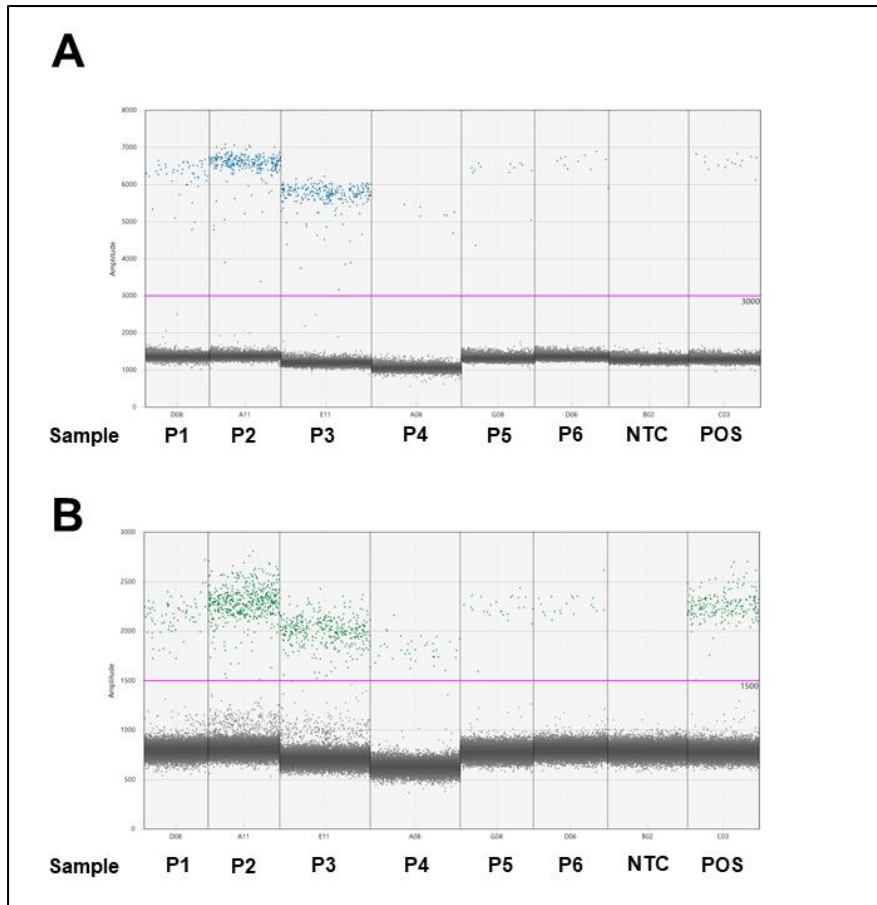 A
8000
7000
6000
5000
Amplitude
4000
3000
3000
2000
1000
0
D08 A11 E11 A08 G08 D06 B02 C03
Sample P1 P2 P3 P4 P5 P6 NTC POS
B
3000
2500
2000
Amplitude
1500
1500
1000
500
0
D08 A11 E11 A08 G08 D06 B02 C03
Sample P1 P2 P3 P4 P5 P6 NTC POS